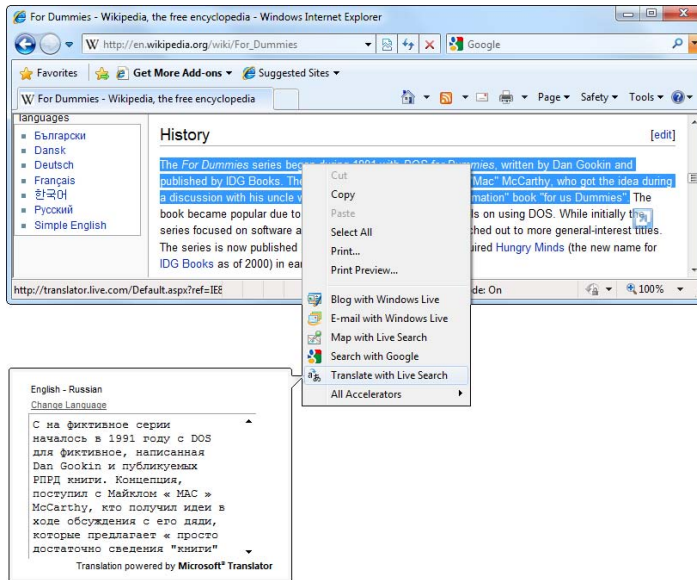 For Dummies - Wikipedia, the free encyclopedia - Windows Internet Explorer
http://en.wikipedia.org/wiki/For_Dummies
Google
Favorites Get More Add-ons Suggested Sites
For Dummies - Wikipedia, the free encyclopedia
Page Safety Tools
languages
Български
Dansk
Deutsch
Français
한국어
Русский
Simple English
History [edit]
The For Dummies series began during 1991 with DOS for Dummies, written by Dan Gookin and
published by IDG Books. The Mac" McCarthy, who got the idea during
a discussion with his uncle w mation" book "for us Dummies". The
book became popular due to ls on using DOS. While initially the
series focused on software a ched out to more general-interest titles.
The series is now published uired Hungry Minds (the new name for
IDG Books as of 2000) in ear
http://translator.live.com/Default.aspx?ref=IE8 de: On 100%
Cut
Copy
Paste
Select All
Print...
Print Preview...
Blog with Windows Live
E-mail with Windows Live
Map with Live Search
Search with Google
Translate with Live Search
All Accelerators
English - Russian
Change Language
С на фиктивное серии
началось в 1991 году с DOS
для фиктивное, написанная
Dan Gookin и публикуемых
РПРД книги. Концепция,
поступил с Майклом « MAC »
McCarthy, кто получил идеи в
ходе обсуждения с его дяди,
которые предлагает « просто
достаточно сведения "книги"
Translation powered by Microsoft® Translator